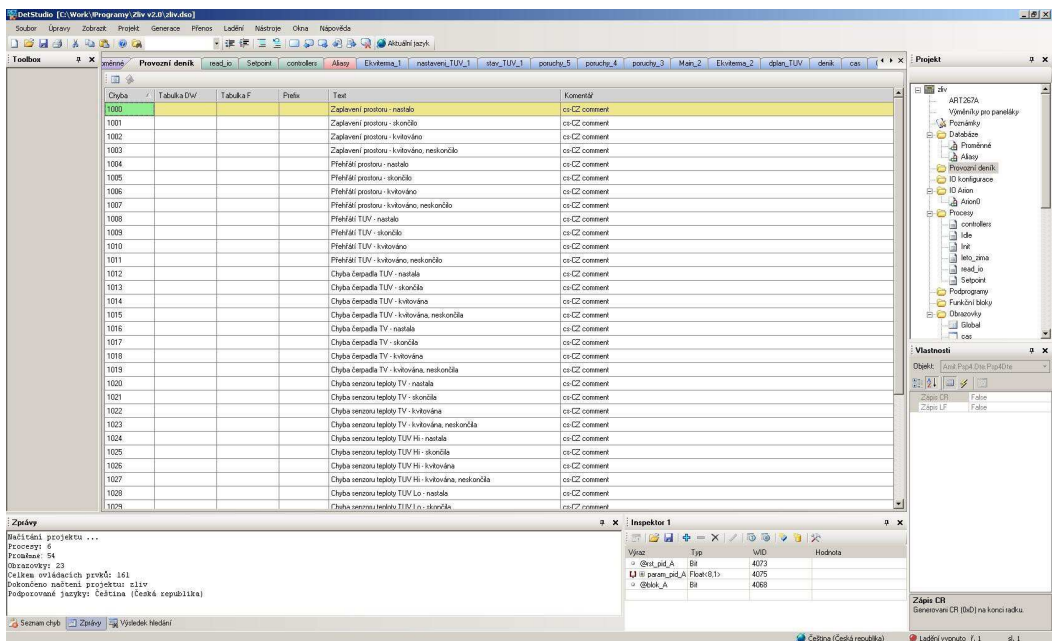 DetStudio [C:\Work\!Programy\Zliv v2.0\zliv.dso]
Soubor Úpravy Zobrazit Projekt Generace Přenos Ladění Nástroje Okna Nápověda
Aktuální jazyk
Toolbox
Provozní deník read_io Setpoint controllers Aliasy Ekviterma_1 nastaveni_TUV_1 stav_TUV_1 poruchy_5 poruchy_4 poruchy_3 Main_2 Ekviterma_2 dplan_TUV denik cas
Chyba Tabulka DW Tabulka F Prefix Text Komentář
1000 Zaplavení prostoru - nastalo cs-CZ comment
1001 Zaplavení prostoru - skončilo cs-CZ comment
1002 Zaplavení prostoru - kvitováno cs-CZ comment
1003 Zaplavení prostoru - kvitováno, neskončilo cs-CZ comment
1004 Přehřátí prostoru - nastalo cs-CZ comment
1005 Přehřátí prostoru - skončilo cs-CZ comment
1006 Přehřátí prostoru - kvitováno cs-CZ comment
1007 Přehřátí prostoru - kvitováno, neskončilo cs-CZ comment
1008 Přehřátí TUV - nastalo cs-CZ comment
1009 Přehřátí TUV - skončilo cs-CZ comment
1010 Přehřátí TUV - kvitováno cs-CZ comment
1011 Přehřátí TUV - kvitováno, neskončilo cs-CZ comment
1012 Chyba čerpadla TUV - nastala cs-CZ comment
1013 Chyba čerpadla TUV - skončila cs-CZ comment
1014 Chyba čerpadla TUV - kvitována cs-CZ comment
1015 Chyba čerpadla TUV - kvitována, neskončila cs-CZ comment
1016 Chyba čerpadla TV - nastala cs-CZ comment
1017 Chyba čerpadla TV - skončila cs-CZ comment
1018 Chyba čerpadla TV - kvitována cs-CZ comment
1019 Chyba čerpadla TV - kvitována, neskončila cs-CZ comment
1020 Chyba senzoru teploty TV - nastala cs-CZ comment
1021 Chyba senzoru teploty TV - skončila cs-CZ comment
1022 Chyba senzoru teploty TV - kvitována cs-CZ comment
1023 Chyba senzoru teploty TV - kvitována, neskončila cs-CZ comment
1024 Chyba senzoru teploty TUV Hi - nastala cs-CZ comment
1025 Chyba senzoru teploty TUV Hi - skončila cs-CZ comment
1026 Chyba senzoru teploty TUV Hi - kvitována cs-CZ comment
1027 Chyba senzoru teploty TUV Hi - kvitována, neskončila cs-CZ comment
1028 Chyba senzoru teploty TUV Lo - nastala cs-CZ comment
1029 Chyba senzoru teploty TUV Lo - skončila cs-CZ comment
Projekt
zliv
ART267A
Výměníky pro paneláky
Poznámky
Databáze
Proměnné
Aliasy
Provozní deník
IO konfigurace
IO Arion
Arion0
Procesy
controllers
Idle
Init
leto_zima
read_io
Setpoint
Podprogramy
Funkční bloky
Obrazovky
Global
cas
Vlastnosti
Objekt: Amit.Psp4.Dte.Psp4Dte
Zápis CR False
Zápis LF False
Zápis CR
Generovani CR (0xD) na konci radku.
Zprávy
Načítání projektu ...
Procesy: 6
Proměnné: 54
Obrazovky: 23
Celkem ovládacích prvků: 161
Dokončeno načtení projektu: zliv
Podporované jazyky: Čeština (Česká republika)
Seznam chyb Zprávy Výsledek hledání
Inspektor 1
Výraz Typ WID Hodnota
@rst_pid_A Bit 4073
param_pid_A Float<8,1> 4075
@blok_A Bit 4068
Čeština (Česká republika) Ladění vypnuto ř. 1 sl. 1